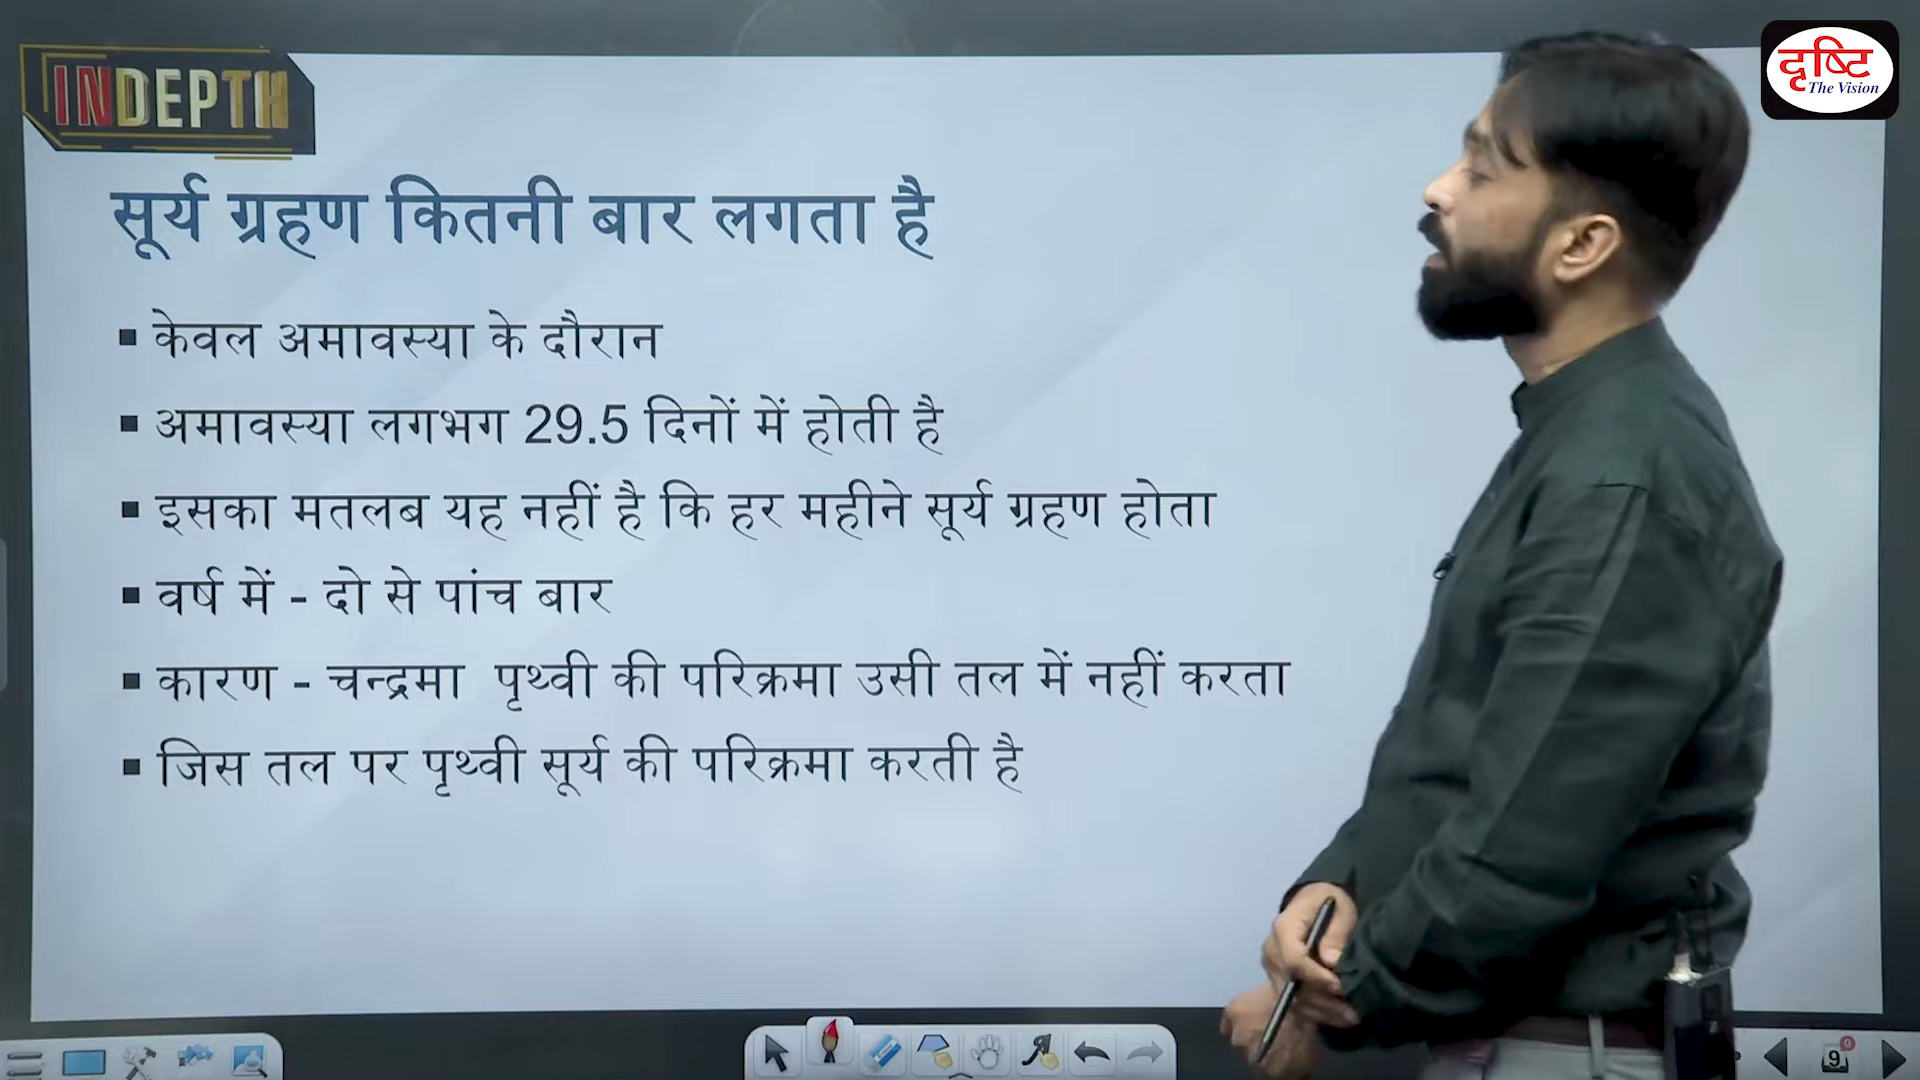 INDEPTH
दृष्टि
The Vision
सूर्य ग्रहण कितनी बार लगता है
▪ केवल अमावस्या के दौरान
▪ अमावस्या लगभग 29.5 दिनों में होती है
▪ इसका मतलब यह नहीं है कि हर महीने सूर्य ग्रहण होता
▪ वर्ष में - दो से पांच बार
▪ कारण - चन्द्रमा पृथ्वी की परिक्रमा उसी तल में नहीं करता
▪ जिस तल पर पृथ्वी सूर्य की परिक्रमा करती है
9
0